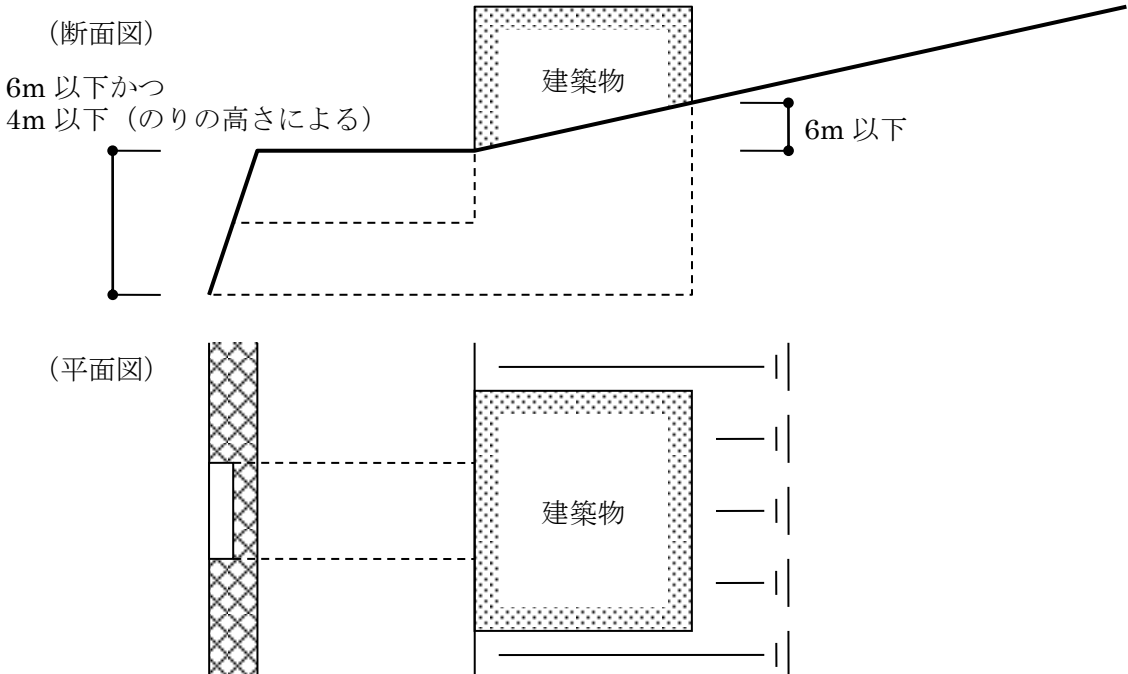 （断面図）
6m 以下かつ
4m 以下（のりの高さによる）
建築物
6m 以下
（平面図）
建築物